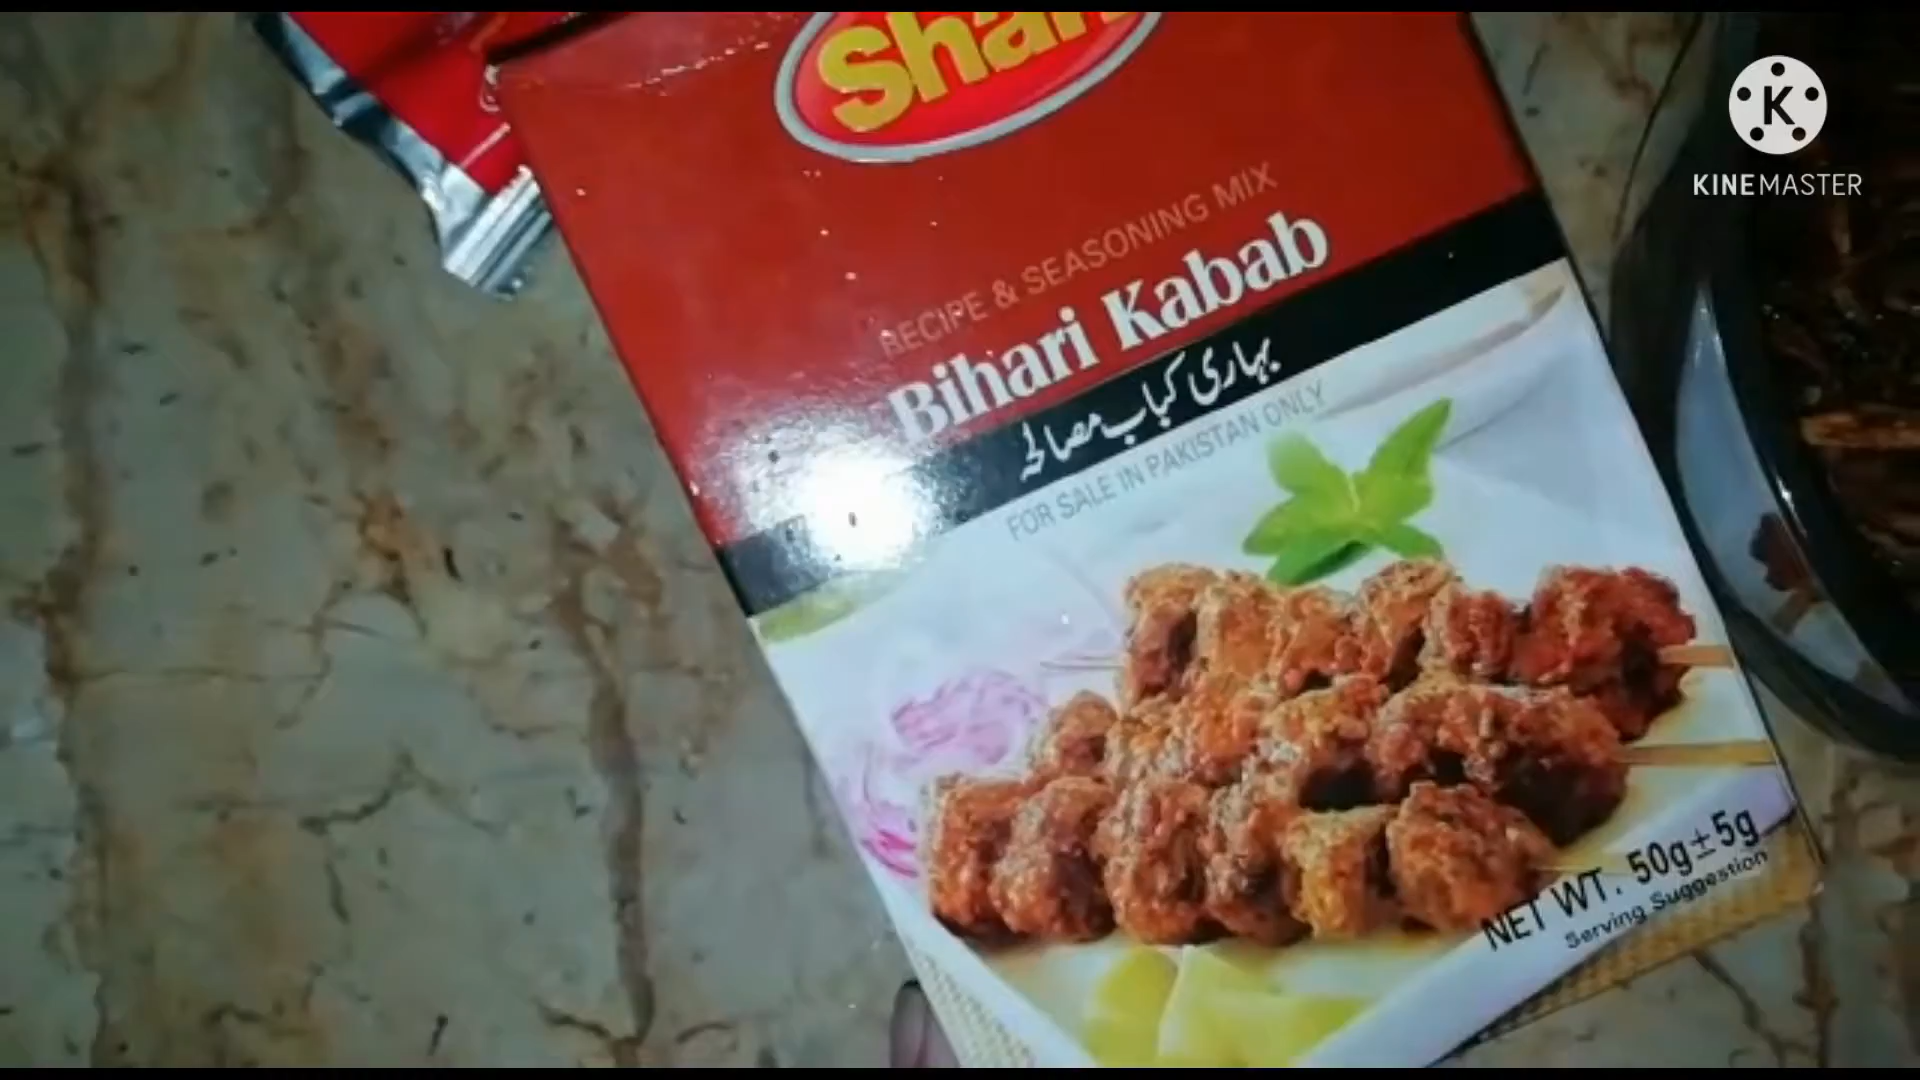 Shan
RECIPE & SEASONING MIX
Bihari Kabab
بہاری کباب مصالحہ
FOR SALE IN PAKISTAN ONLY
NET WT. 50g±5g
Serving Suggestion
K
KINEMASTER